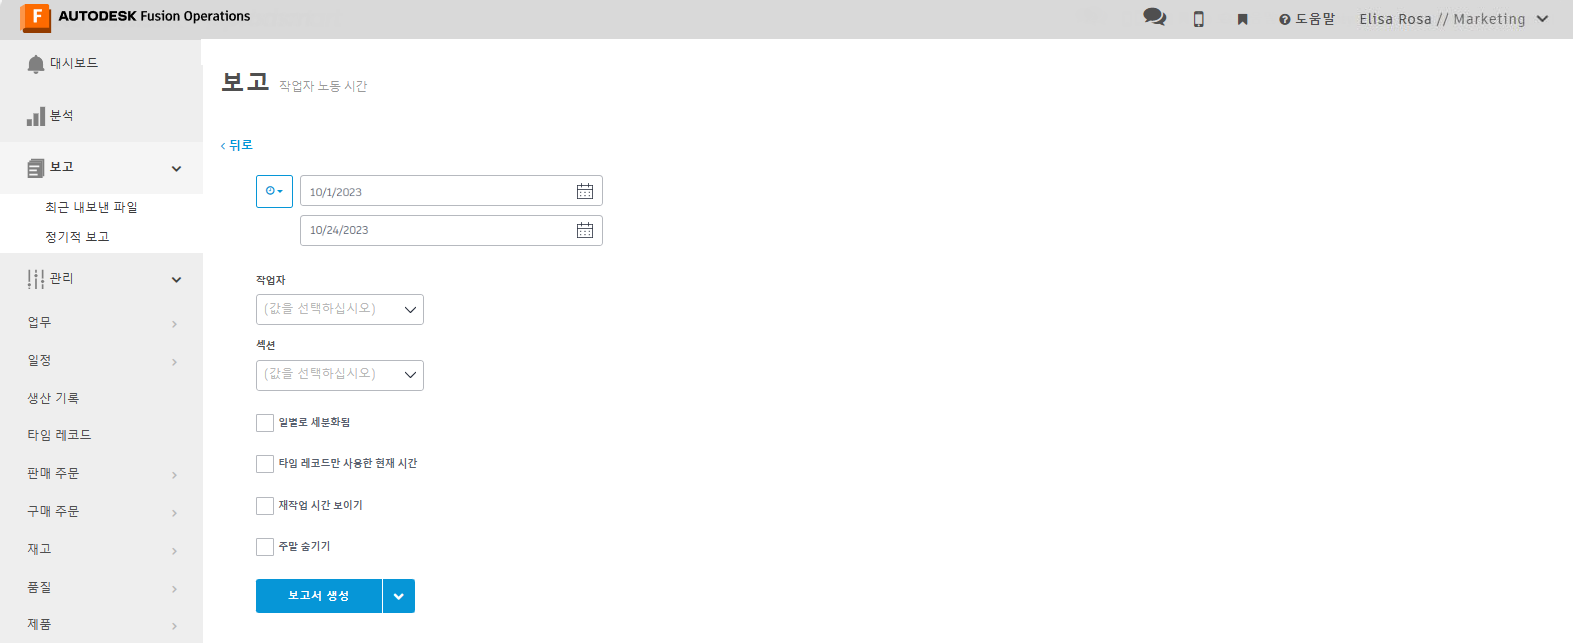 F AUTODESK Fusion Operations
도움말
Elisa Rosa // Marketing
대시보드
분석
보고
최근 내보낸 파일
정기적 보고
관리
업무
일정
생산 기록
타임 레코드
판매 주문
구매 주문
재고
품질
제품
보고 작업자 노동 시간
‹ 뒤로
10/1/2023
10/24/2023
작업자
(값을 선택하십시오)
섹션
(값을 선택하십시오)
일별로 세분화됨
타임 레코드만 사용한 현재 시간
재작업 시간 보이기
주말 숨기기
보고서 생성